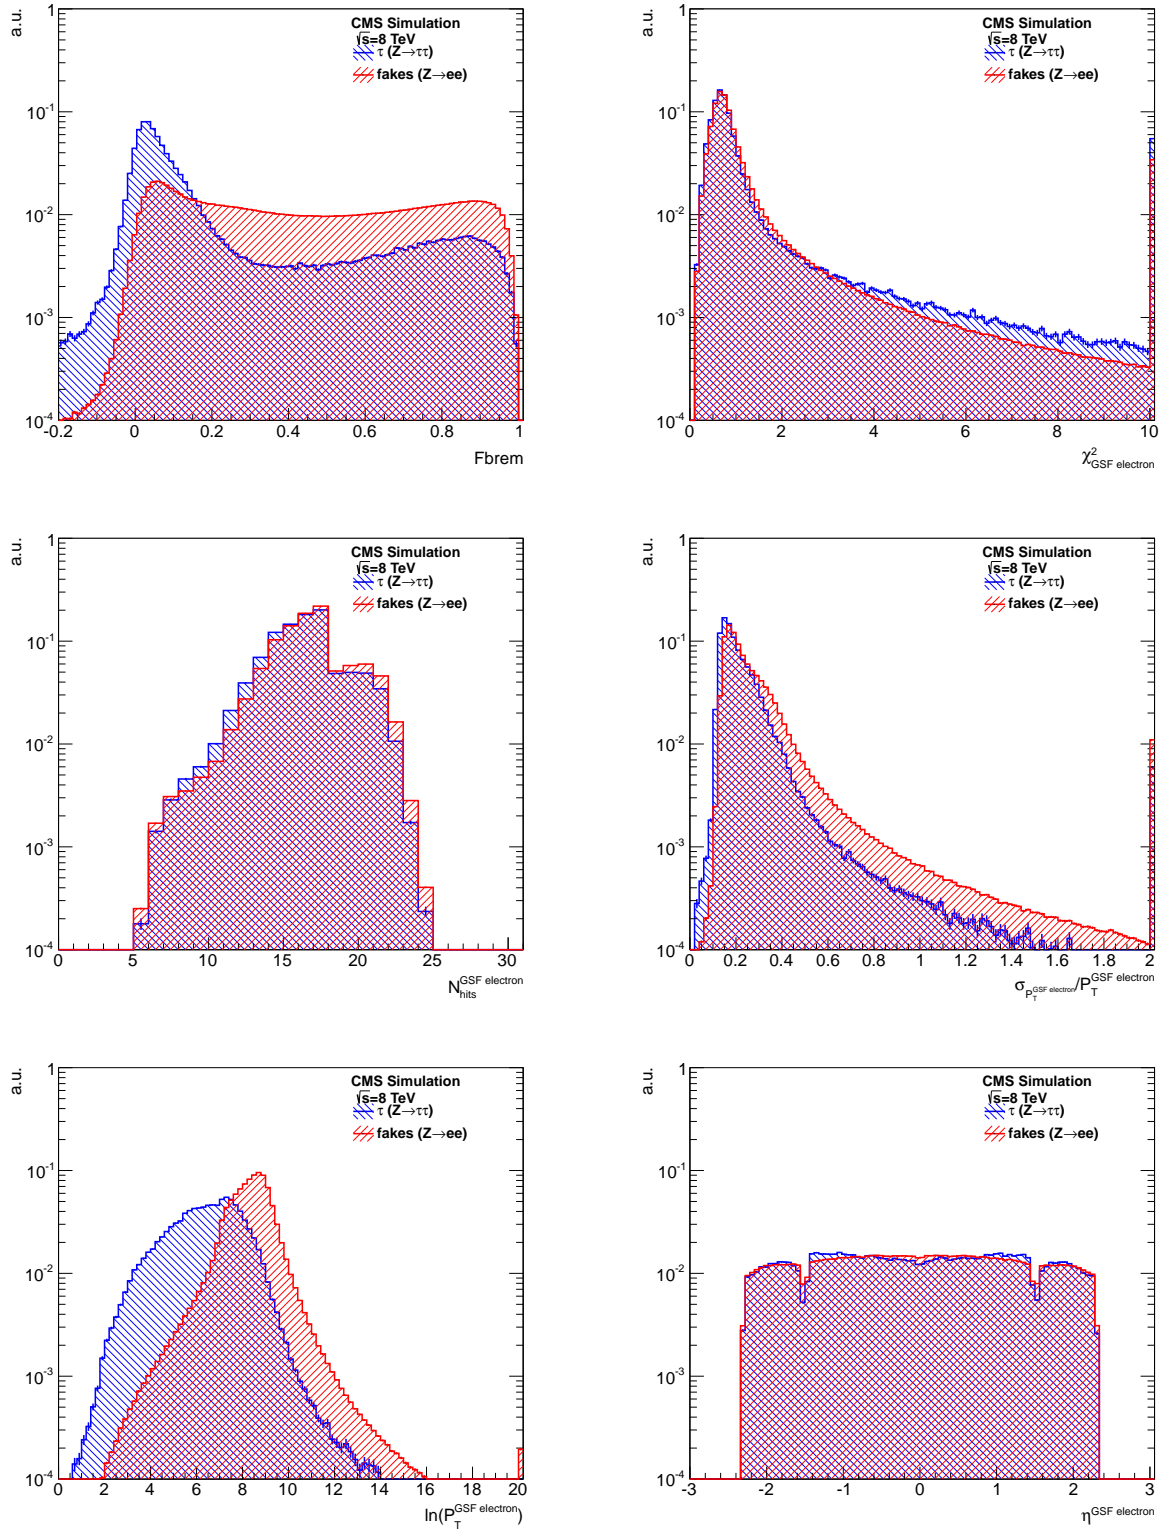 a.u.
1
10-1
10-2
10-3
10-4
CMS Simulation
√s=8 TeV
τ (Z→ττ)
fakes (Z→ee)
-0.2 0 0.2 0.4 0.6 0.8 1
Fbrem
a.u.
1
10-1
10-2
10-3
10-4
CMS Simulation
√s=8 TeV
τ (Z→ττ)
fakes (Z→ee)
0 2 4 6 8 10
χ2 GSF electron
a.u.
1
10-1
10-2
10-3
10-4
CMS Simulation
√s=8 TeV
τ (Z→ττ)
fakes (Z→ee)
0 5 10 15 20 25 30
N GSF electron hits
a.u.
1
10-1
10-2
10-3
10-4
CMS Simulation
√s=8 TeV
τ (Z→ττ)
fakes (Z→ee)
0 0.2 0.4 0.6 0.8 1 1.2 1.4 1.6 1.8 2
σ P T GSF electron /P T GSF electron
a.u.
1
10-1
10-2
10-3
10-4
CMS Simulation
√s=8 TeV
τ (Z→ττ)
fakes (Z→ee)
0 2 4 6 8 10 12 14 16 18 20
ln(P T GSF electron)
a.u.
1
10-1
10-2
10-3
10-4
CMS Simulation
√s=8 TeV
τ (Z→ττ)
fakes (Z→ee)
-3 -2 -1 0 1 2 3
η GSF electron